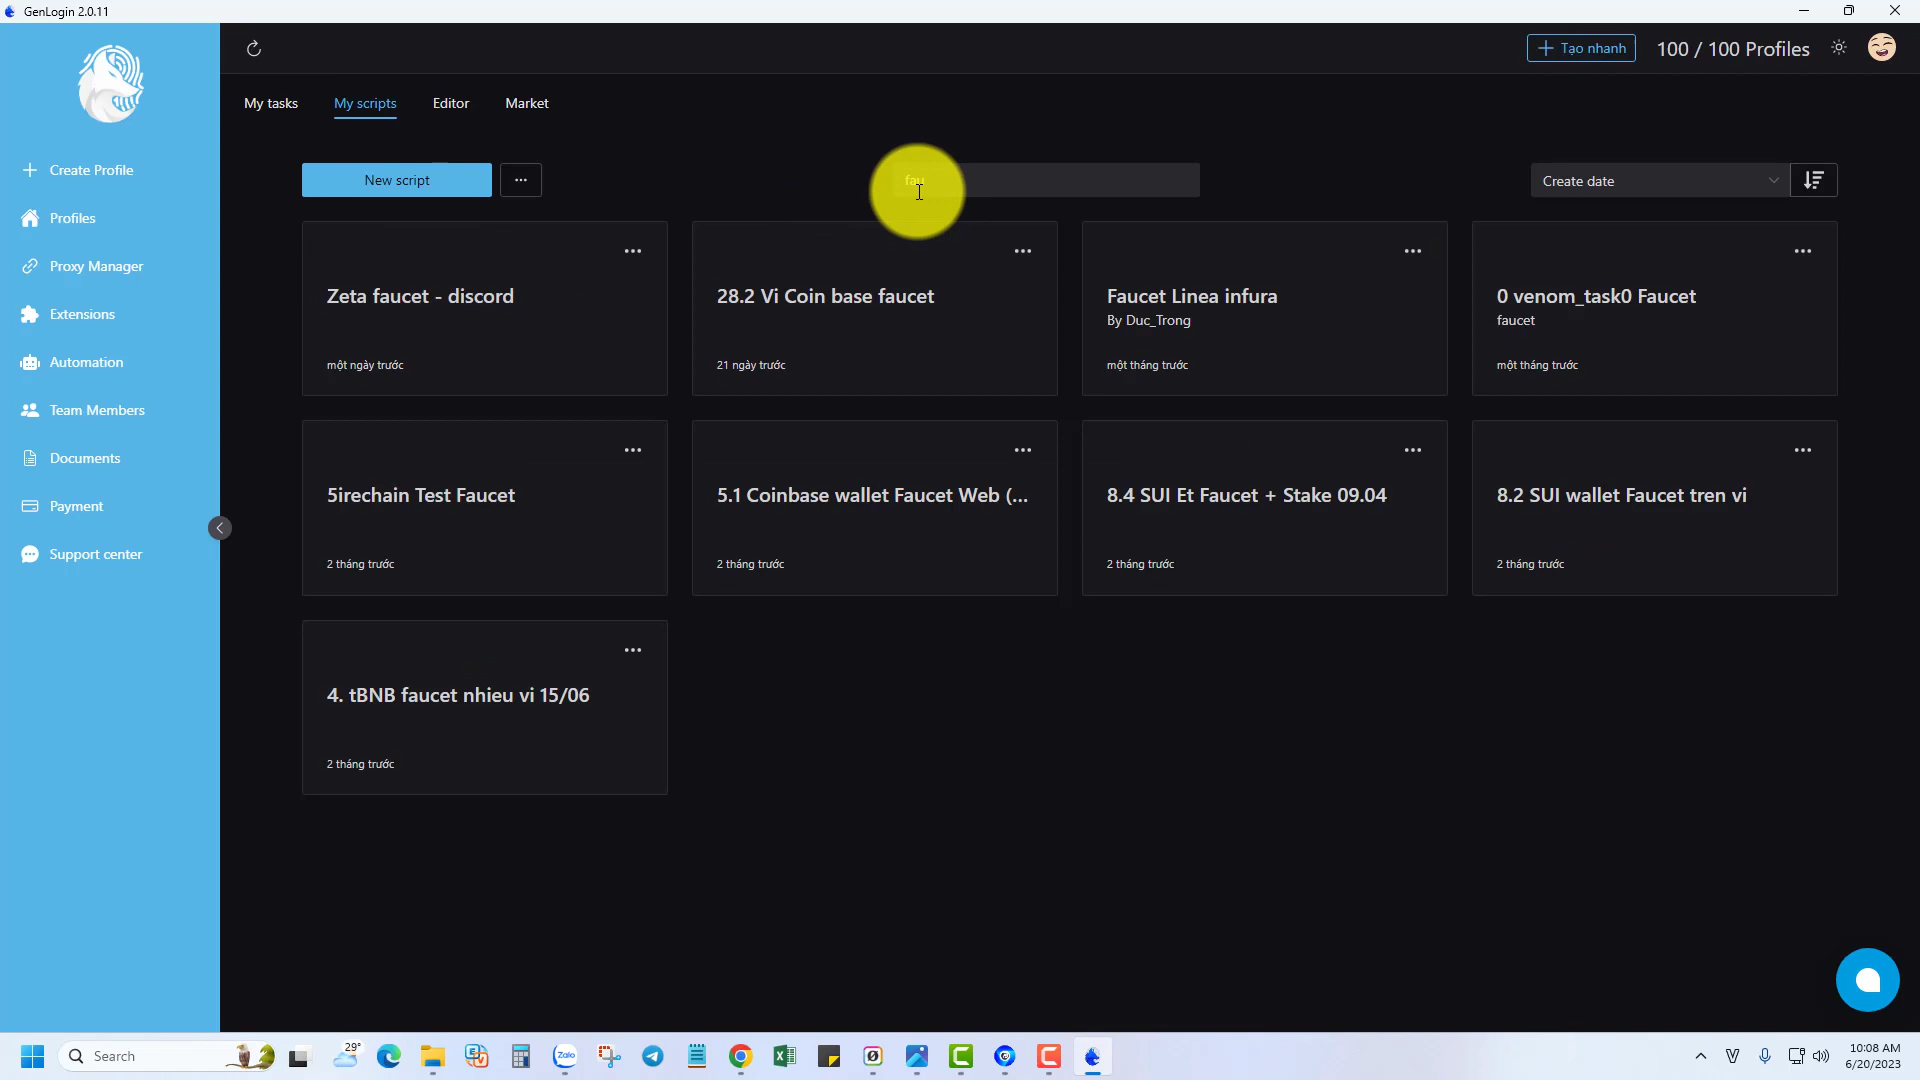 GenLogin 2.0.11
Tạo nhanh
100 / 100 Profiles
My tasks
My scripts
Editor
Market
Create Profile
Profiles
Proxy Manager
Extensions
Automation
Team Members
Documents
Payment
Support center
New script
fau
Create date
Zeta faucet - discord
một ngày trước
28.2 Vi Coin base faucet
21 ngày trước
Faucet Linea infura
By Duc_Trong
một tháng trước
0 venom_task0 Faucet
faucet
một tháng trước
5irechain Test Faucet
2 tháng trước
5.1 Coinbase wallet Faucet Web (...
2 tháng trước
8.4 SUI Et Faucet + Stake 09.04
2 tháng trước
8.2 SUI wallet Faucet tren vi
2 tháng trước
4. tBNB faucet nhieu vi 15/06
2 tháng trước
Search
29°
Zalo
V
10:08 AM
6/20/2023